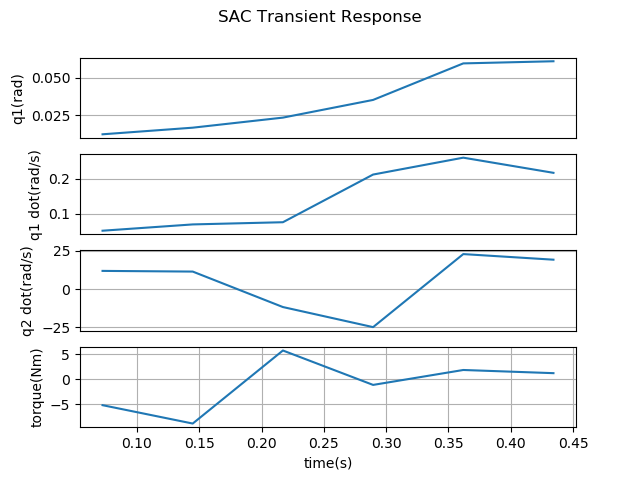 SAC Transient Response
q1(rad)
0.050
0.025
q1 dot(rad/s)
0.2
0.1
q2 dot(rad/s)
25
0
−25
torque(Nm)
5
0
−5
0.10 0.15 0.20 0.25 0.30 0.35 0.40 0.45
time(s)